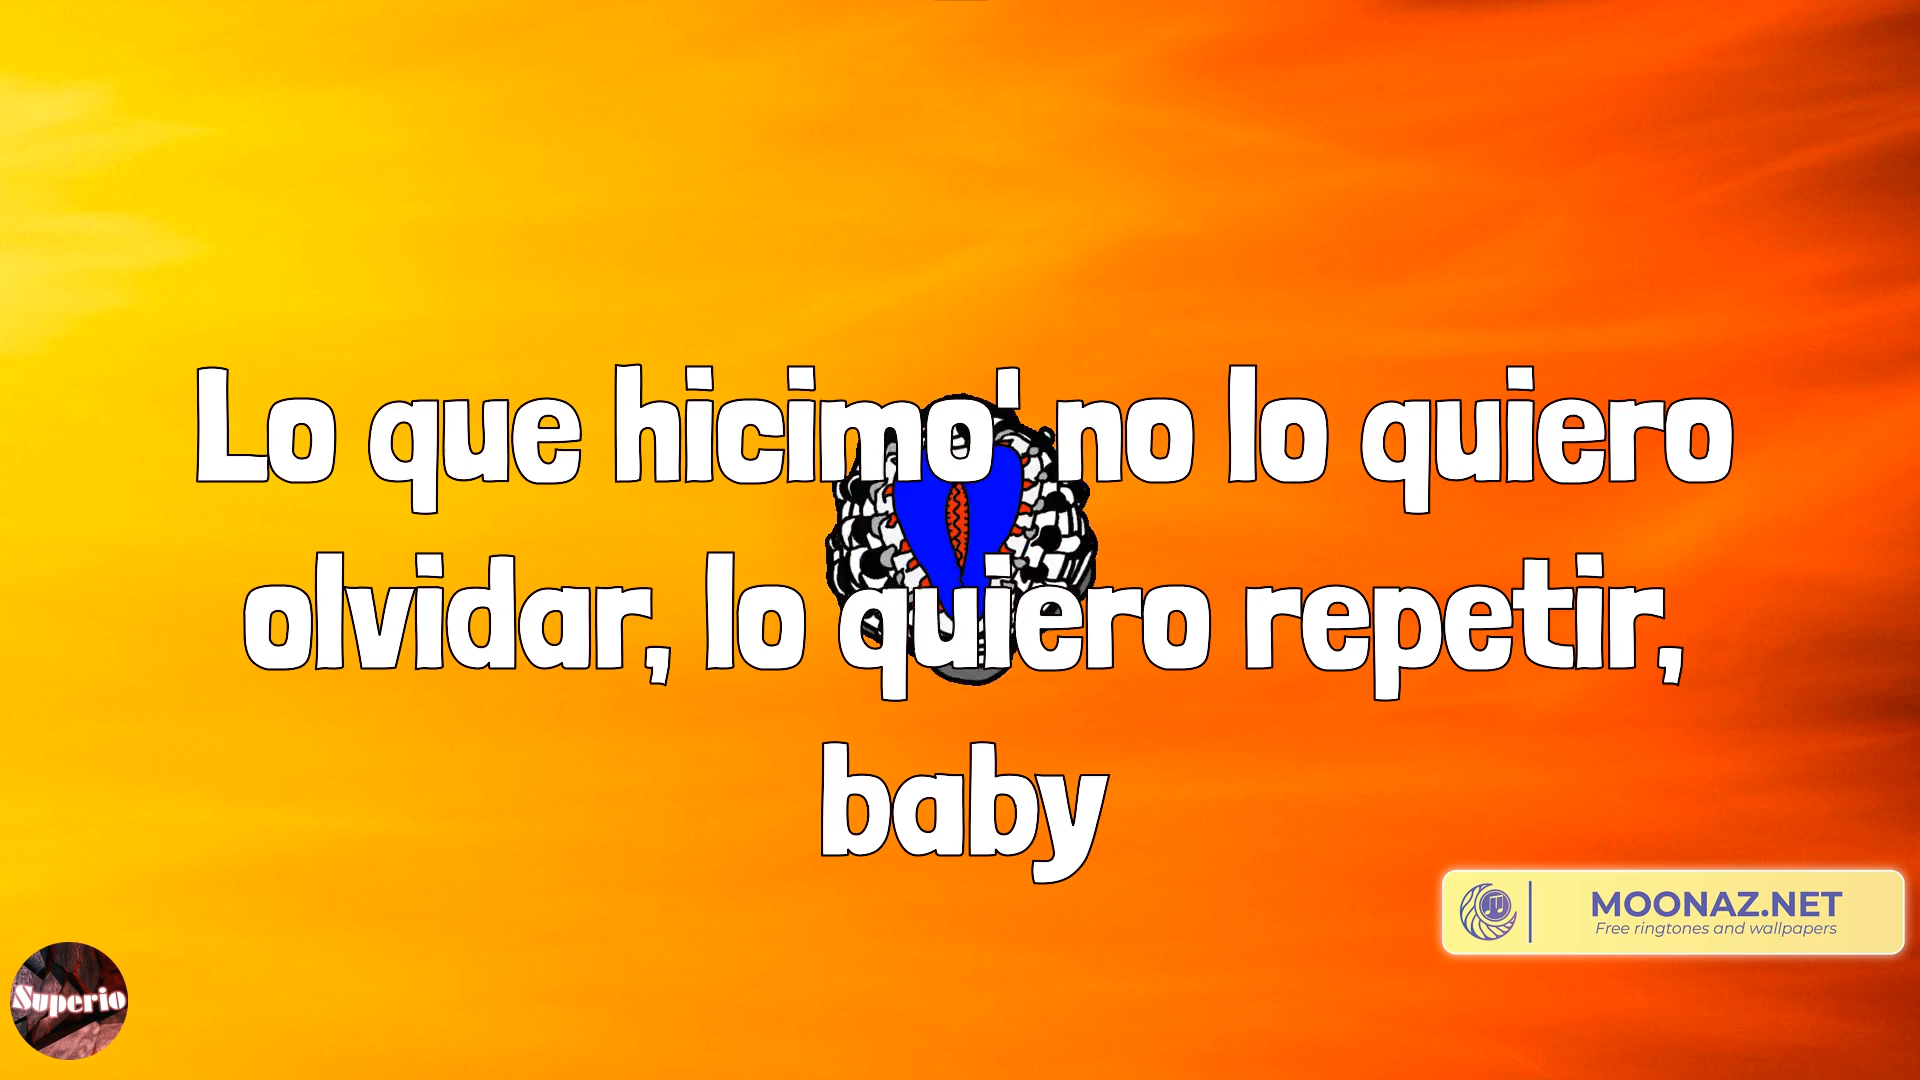 Lo que hicimo' no lo quiero
olvidar, lo quiero repetir,
baby
MOONAZ.NET
Free ringtones and wallpapers
Superio